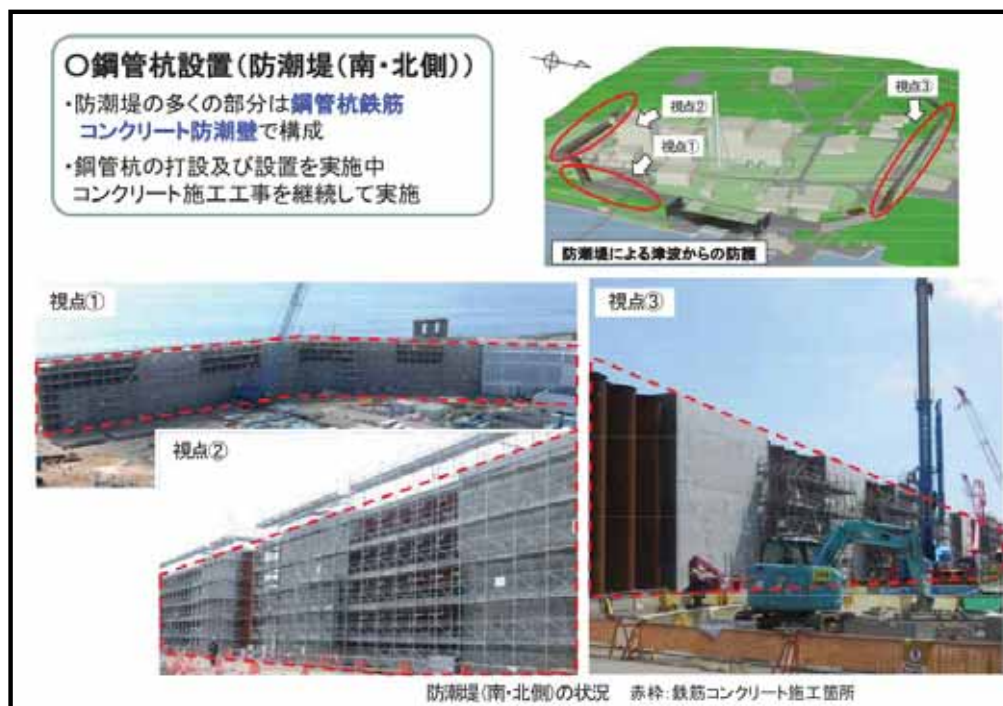 〇鋼管杭設置(防潮堤(南・北側))
・防潮堤の多くの部分は鋼管杭鉄筋
コンクリート防潮壁で構成
・鋼管杭の打設及び設置を実施中
コンクリート施工工事を継続して実施
視点③
視点②
視点①
防潮堤による津波からの防護
視点①
視点③
視点②
防潮堤(南・北側)の状況 赤枠:鉄筋コンクリート施工箇所